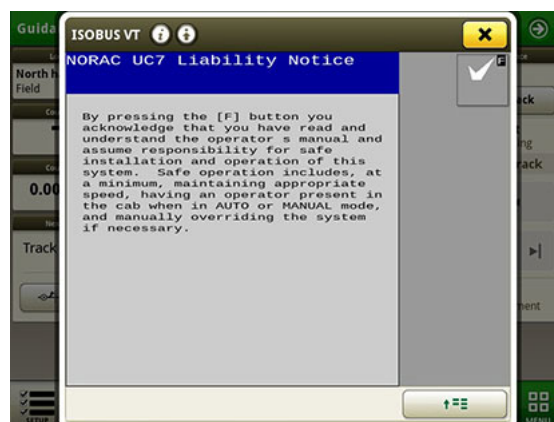 Guida
ISOBUS VT
NORAC UC7 Liability Notice
F
North h
Field
By pressing the [F] button you
acknowledge that you have read and
understand the operator s manual and
assume responsibility for safe
installation and operation of this
system. Safe operation includes, at
a minimum, maintaining appropriate
speed, having an operator present in
the cab when in AUTO or MANUAL mode,
and manually overriding the system
if necessary.
ack
ng
rack
0.00
Track
ment
SETUP
MENU